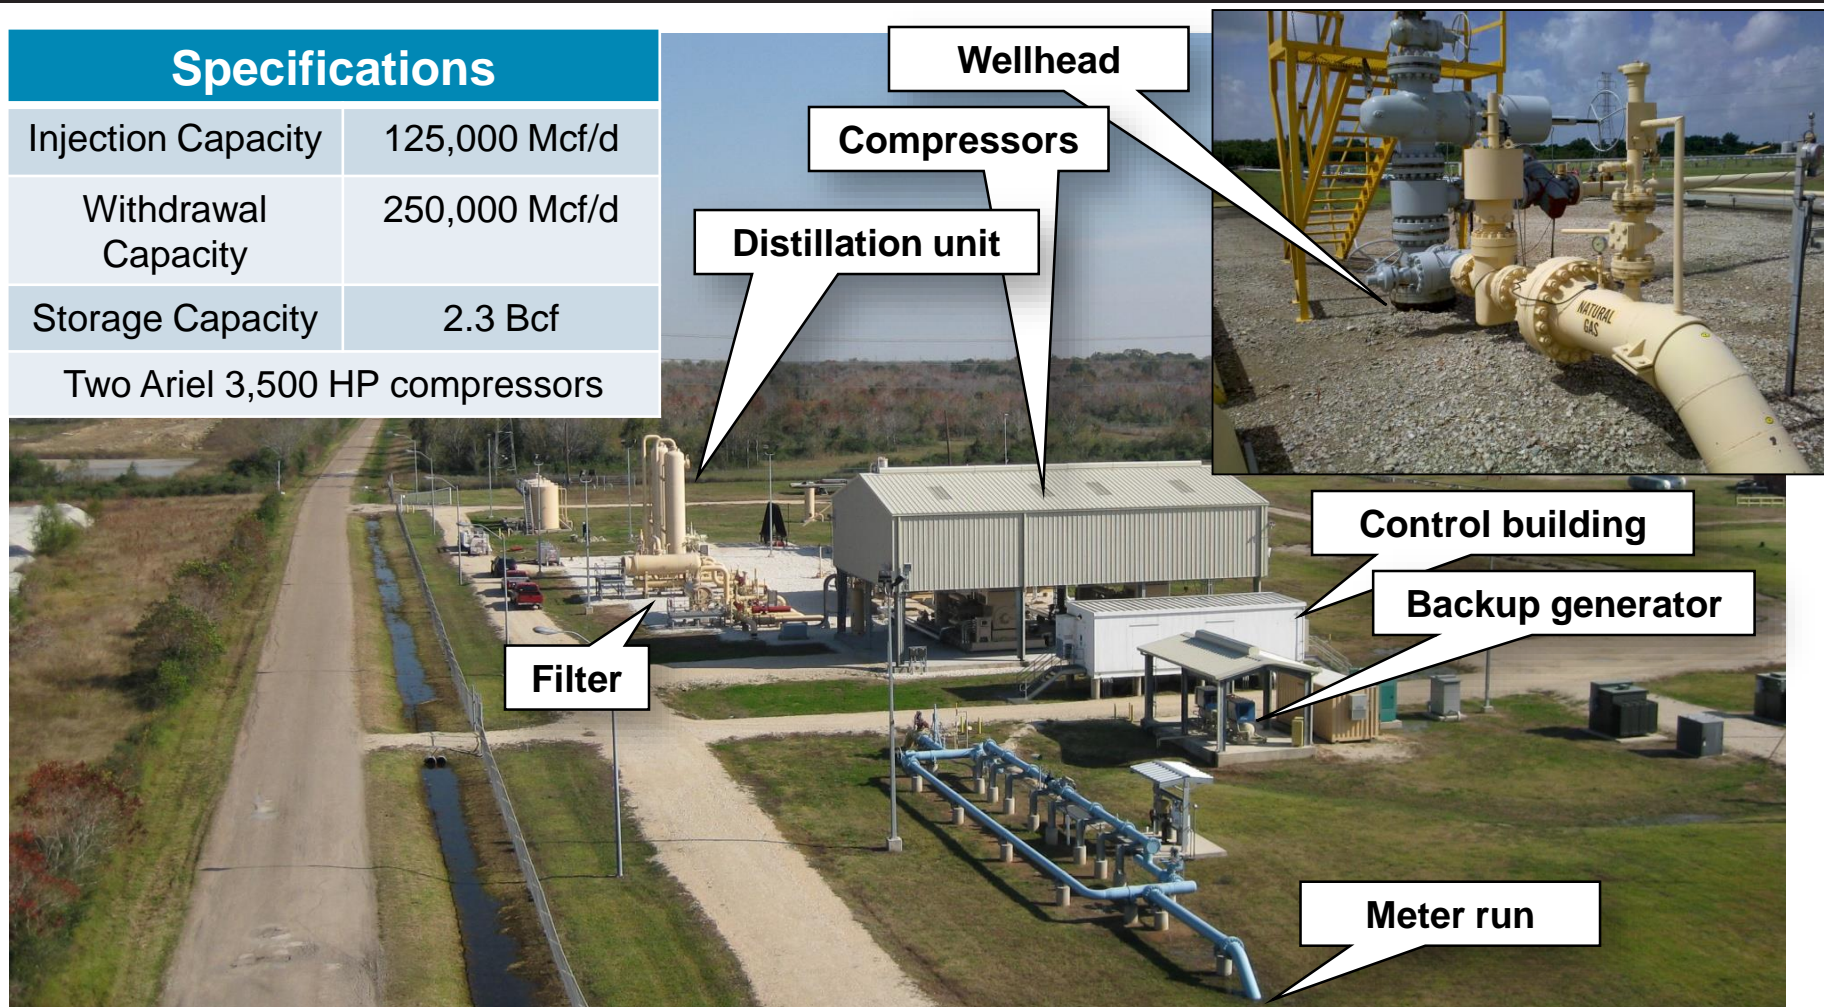 Specifications
Injection Capacity 125,000 Mcf/d
Withdrawal 250,000 Mcf/d
Capacity
Storage Capacity 2.3 Bcf
Two Ariel 3,500 HP compressors
Wellhead
Compressors
Distillation unit
NATURAL
GAS
Control building
Backup generator
Filter
Meter run